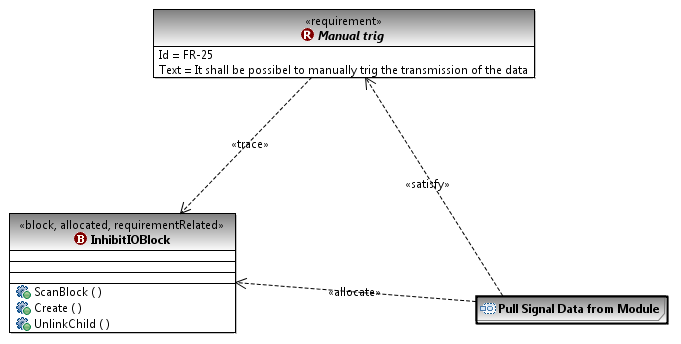 «requirement»
R Manual trig
Id = FR-25
Text = It shall be possibel to manually trig the transmission of the data
«trace»
«satisfy»
«block, allocated, requirementRelated»
B InhibitIOBlock
ScanBlock ( )
Create ( )
UnlinkChild ( )
«allocate»
Pull Signal Data from Module